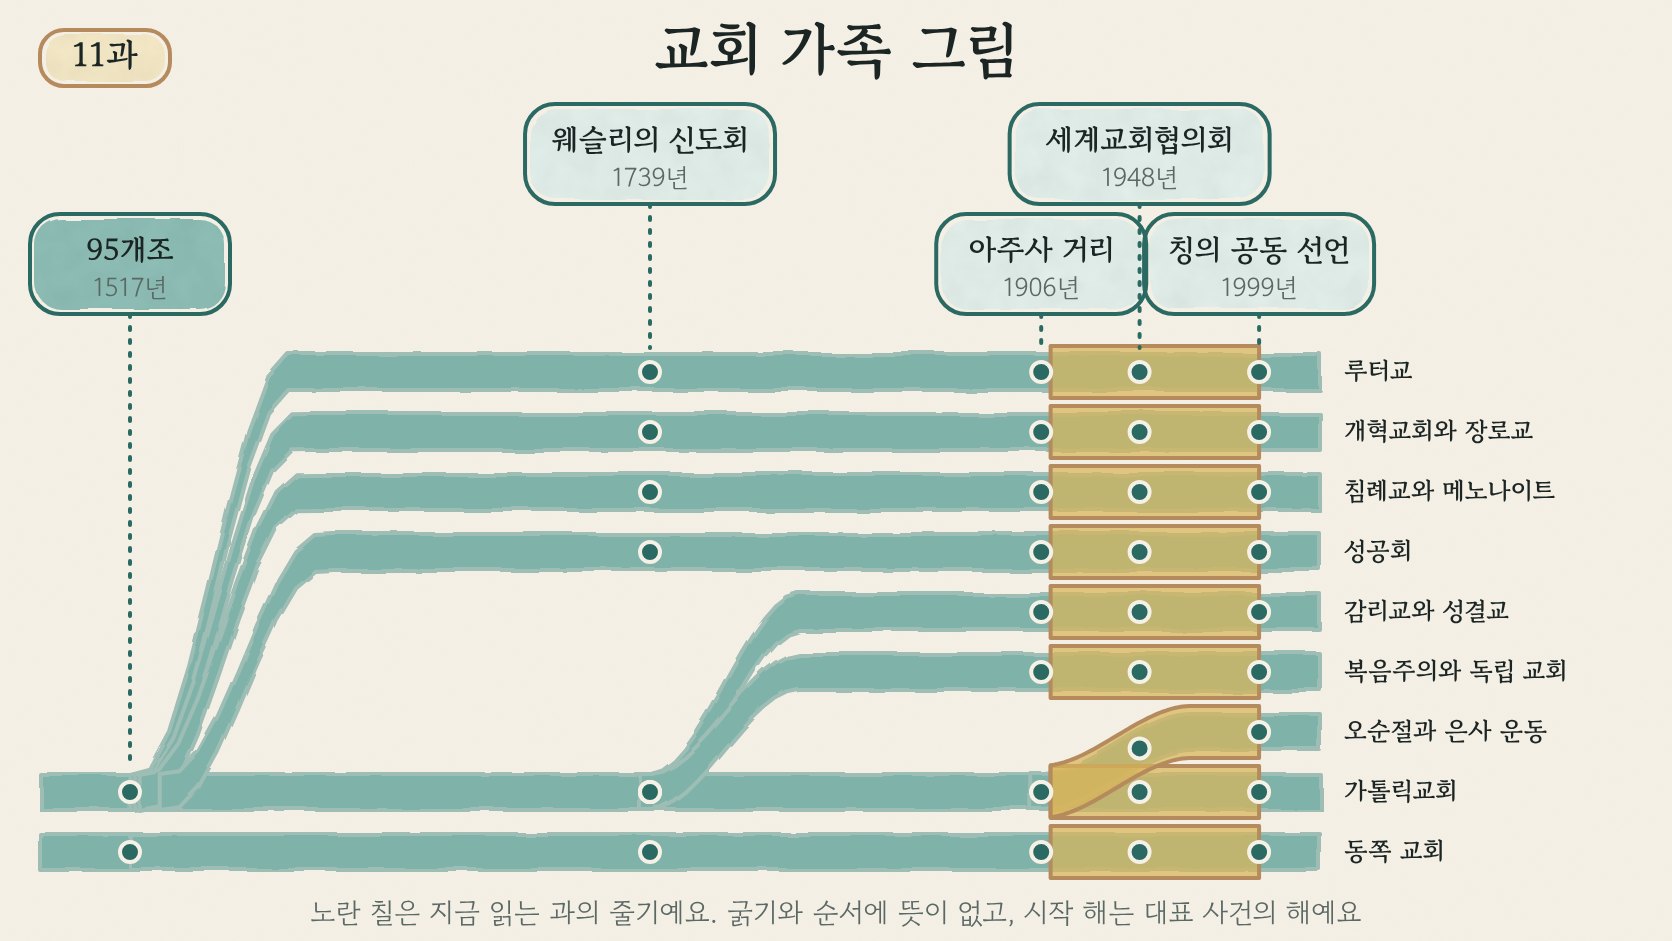 11과
교회 가족 그림
웨슬리의 신도회
1739년
세계교회협의회
1948년
95개조
1517년
아주사 거리
1906년
칭의 공동 선언
1999년
루터교
개혁교회와 장로교
침례교와 메노나이트
성공회
감리교와 성결교
복음주의와 독립 교회
오순절과 은사 운동
가톨릭교회
동쪽 교회
노란 칠은 지금 읽는 과의 줄기예요. 굵기와 순서에 뜻이 없고, 시작 해는 대표 사건의 해예요